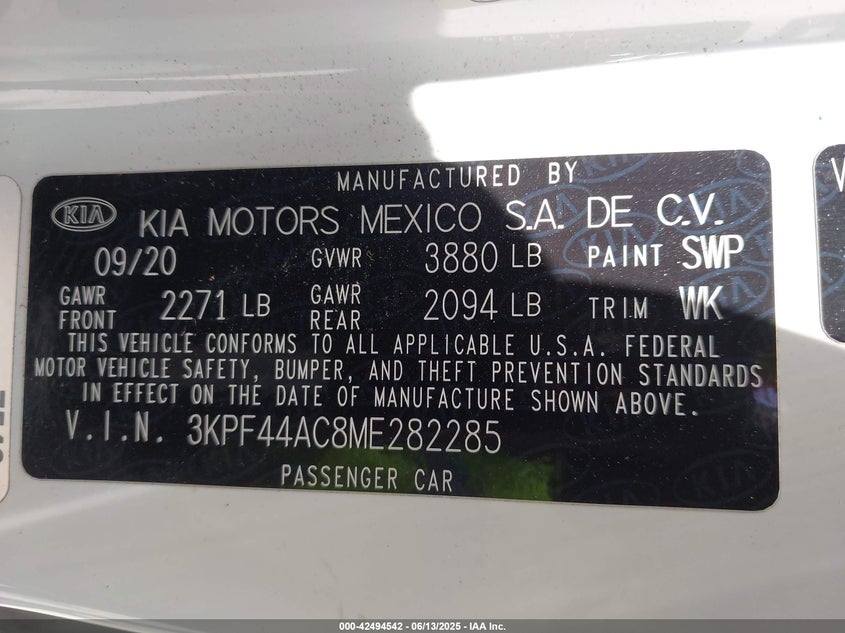 MANUFACTURED BY
KIA KIA MOTORS MEXICO S.A. DE C.V.
09/20 GVWR 3880 LB PAINT SWP
GAWR FRONT 2271 LB GAWR REAR 2094 LB TRIM WK
THIS VEHICLE CONFORMS TO ALL APPLICABLE U.S.A. FEDERAL
MOTOR VEHICLE SAFETY, BUMPER, AND THEFT PREVENTION STANDARDS
IN EFFECT ON THE DATE OF MANUFACTURE SHOWN ABOVE.
V.I.N. 3KPF44AC8ME282285
PASSENGER CAR
000-42494542 - 06/13/2025 - IAA Inc.